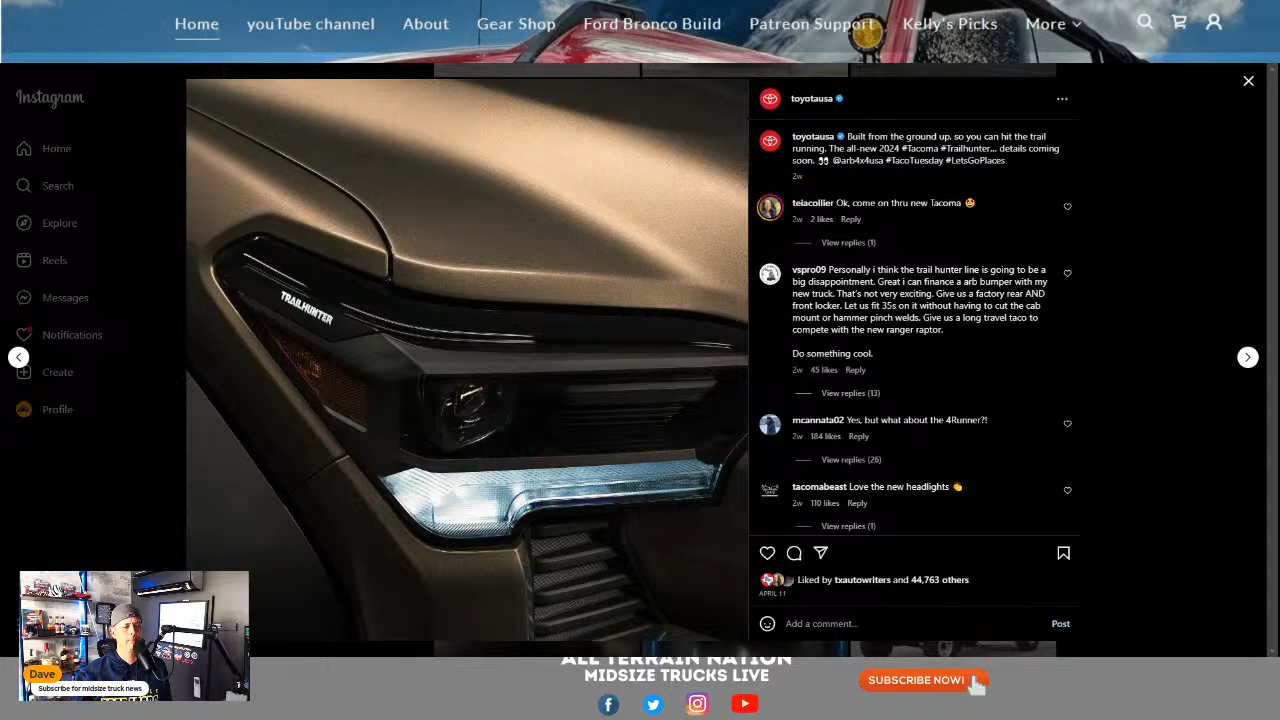 Home youTube channel About Gear Shop Ford Bronco Build Patreon Support Kelly's Picks More
Instagram
Home
Search
Explore
Reels
Messages
Notifications
Create
Profile
TRAILHUNTER
toyotausa
toyotausa Built from the ground up, so you can hit the trail
running. The all-new 2024 #Tacoma #Trailhunter... details coming
soon. 👀 @arb4x4usa #TacoTuesday #LetsGoPlaces
2w
teiacollier Ok, come on thru new Tacoma 🤩
2w 2 likes Reply
View replies (1)
vspro09 Personally i think the trail hunter line is going to be a
big disappointment. Great i can finance a arb bumper with my
new truck. That's not very exciting. Give us a factory rear AND
front locker. Let us fit 35s on it without having to cut the cab
mount or hammer pinch welds. Give us a long travel taco to
compete with the new ranger raptor.
Do something cool.
2w 45 likes Reply
View replies (13)
mcannata02 Yes, but what about the 4Runner?!
2w 184 likes Reply
View replies (26)
tacomabeast Love the new headlights 👏
2w 110 likes Reply
View replies (1)
Liked by txautowriters and 44,763 others
APRIL 11
Add a comment... Post
Dave
Subscribe for midsize truck news
ALL TERRAIN NATION
MIDSIZE TRUCKS LIVE
SUBSCRIBE NOW!